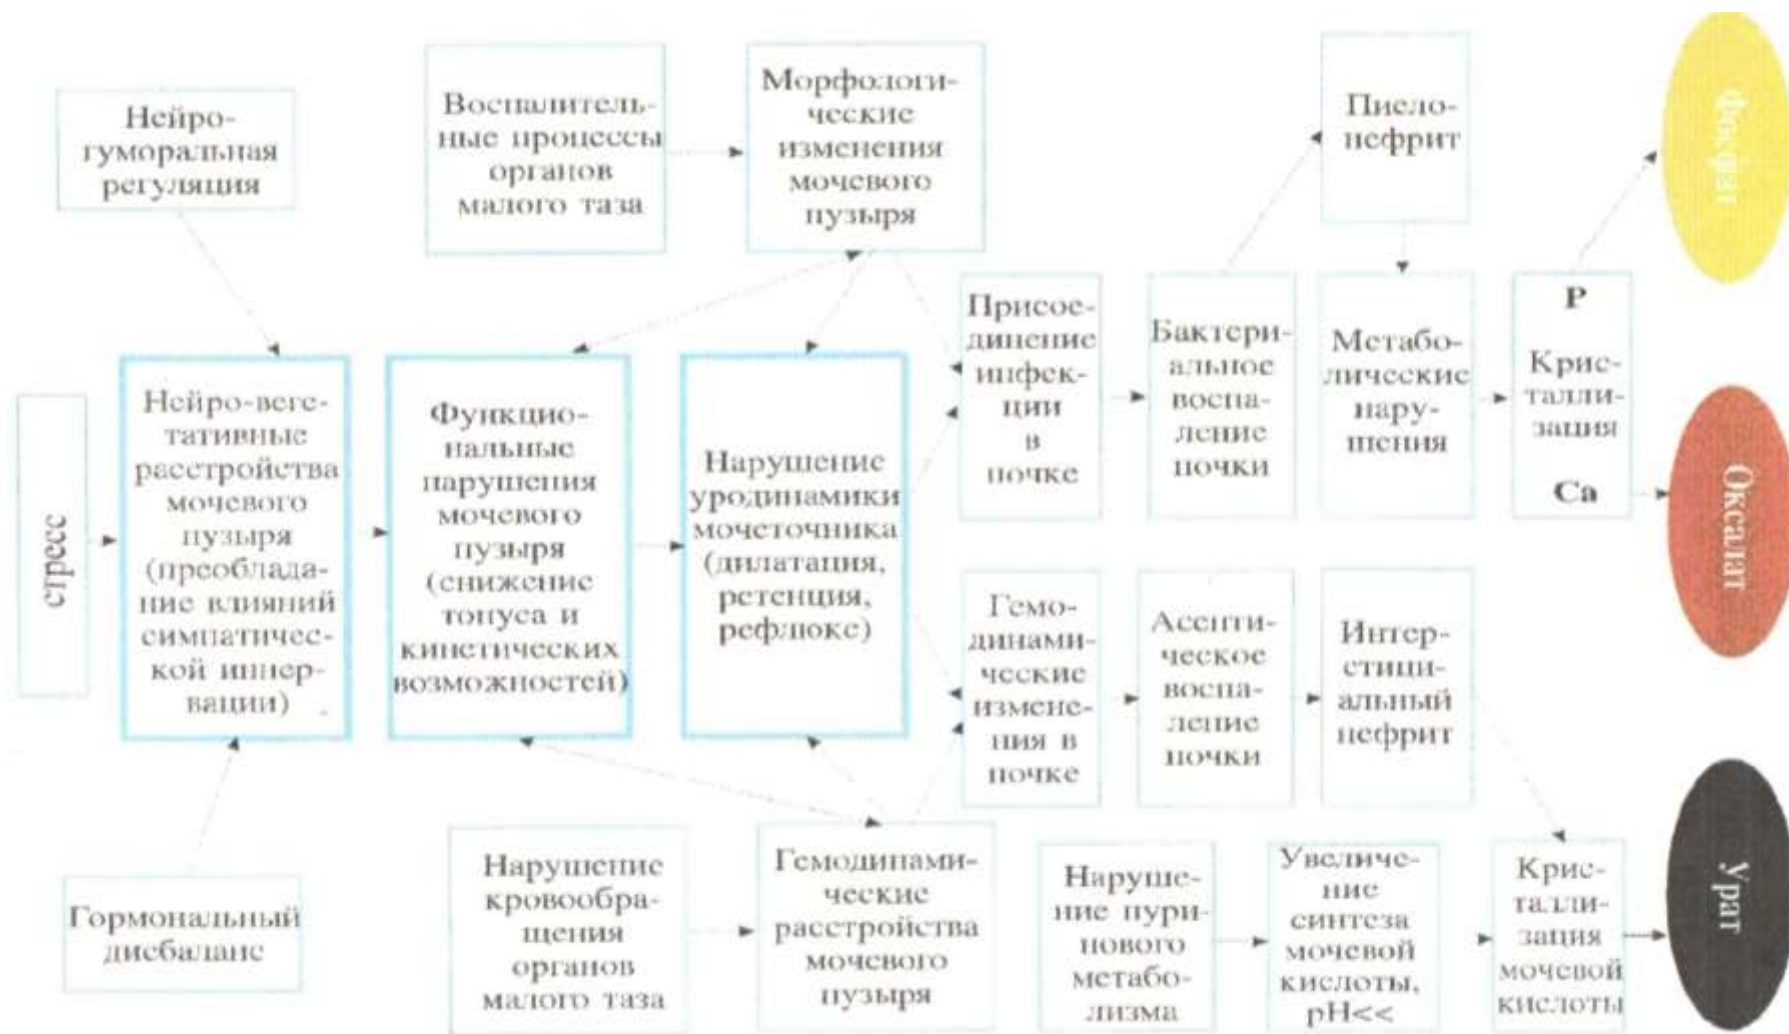 Нейро-
гуморальная
регуляция
Воспалитель-
ные процессы
органов
малого таза
Морфологи-
ческие
изменения
мочевого
пузыря
Пиело-
нефрит
Фосфат
стресс
Нейро-веге-
тативные
расстройства
мочевого
пузыря
(преоблада-
ние влияний
симпатичес-
кой иннер-
вации)
Функцио-
нальные
нарушения
мочевого
пузыря
(снижение
тонуса и
кинетических
возможностей)
Нарушение
уродинамики
мочеточника
(дилатация,
ретенция,
рефлюкс)
Присое-
динение
инфек-
ции
в
почке
Бактери-
альное
воспа-
ление
почки
Метабо-
лические
нару-
шения
P
Крис-
талли-
зация
Ca
Оксалат
Гемо-
динами-
ческие
измене-
ния в
почке
Асепти-
ческое
воспа-
ление
почки
Интер-
стици-
альный
нефрит
Гормональный
дисбаланс
Нарушение
кровообра-
щения
органов
малого таза
Гемодинами-
ческие
расстройства
мочевого
пузыря
Наруше-
ние пури-
нового
метабо-
лизма
Увеличе-
ние
синтеза
мочевой
кислоты,
pH<<
Крис-
талли-
зация
мочевой
кислоты
Урат